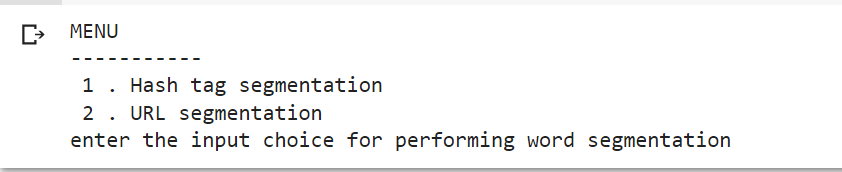 MENU
-----------
1 . Hash tag segmentation
2 . URL segmentation
enter the input choice for performing word segmentation